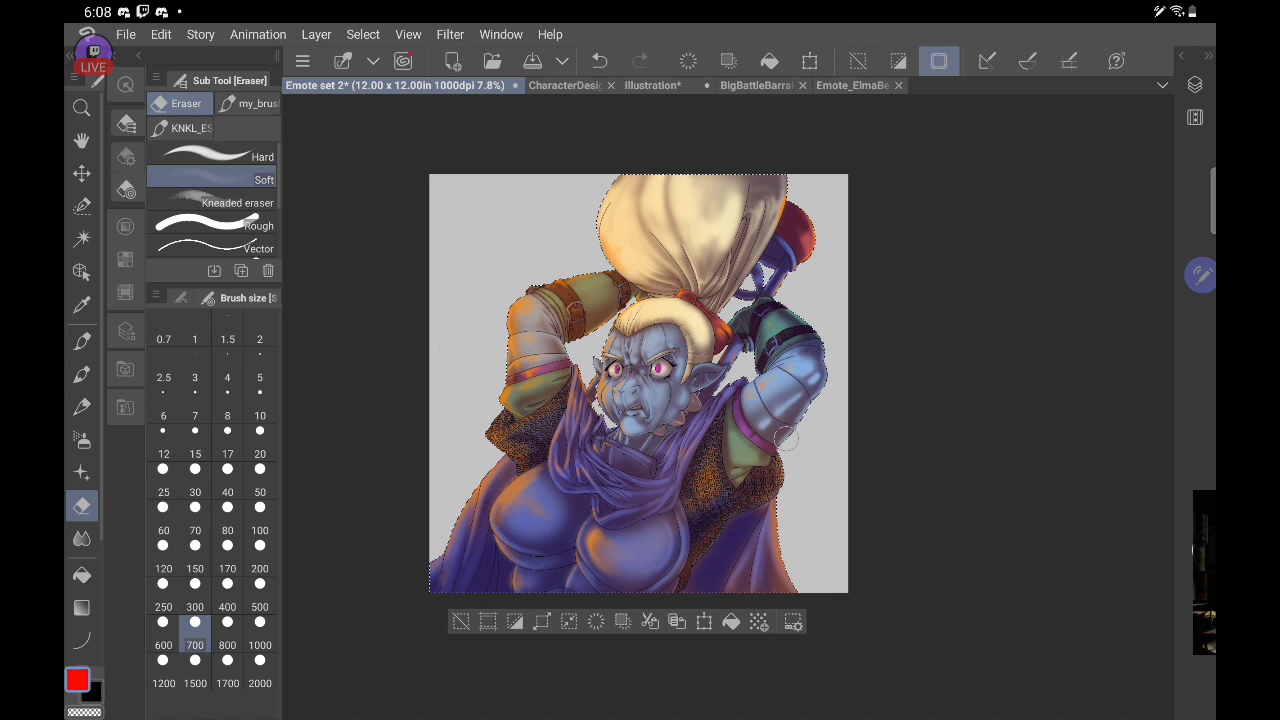 6:08
LIVE
File Edit Story Animation Layer Select View Filter Window Help
Sub Tool [Eraser]
Emote set 2* (12.00 x 12.00in 1000dpi 7.8%) CharacterDesig Illustration* BigBattleBarra Emote_ElmaBe
Eraser my_brus
KNKL_ES
Hard
Soft
Kneaded eraser
Rough
Vector
Brush size [S
0.7 1 1.5 2
2.5 3 4 5
6 7 8 10
12 15 17 20
25 30 40 50
60 70 80 100
120 150 170 200
250 300 400 500
600 700 800 1000
1200 1500 1700 2000